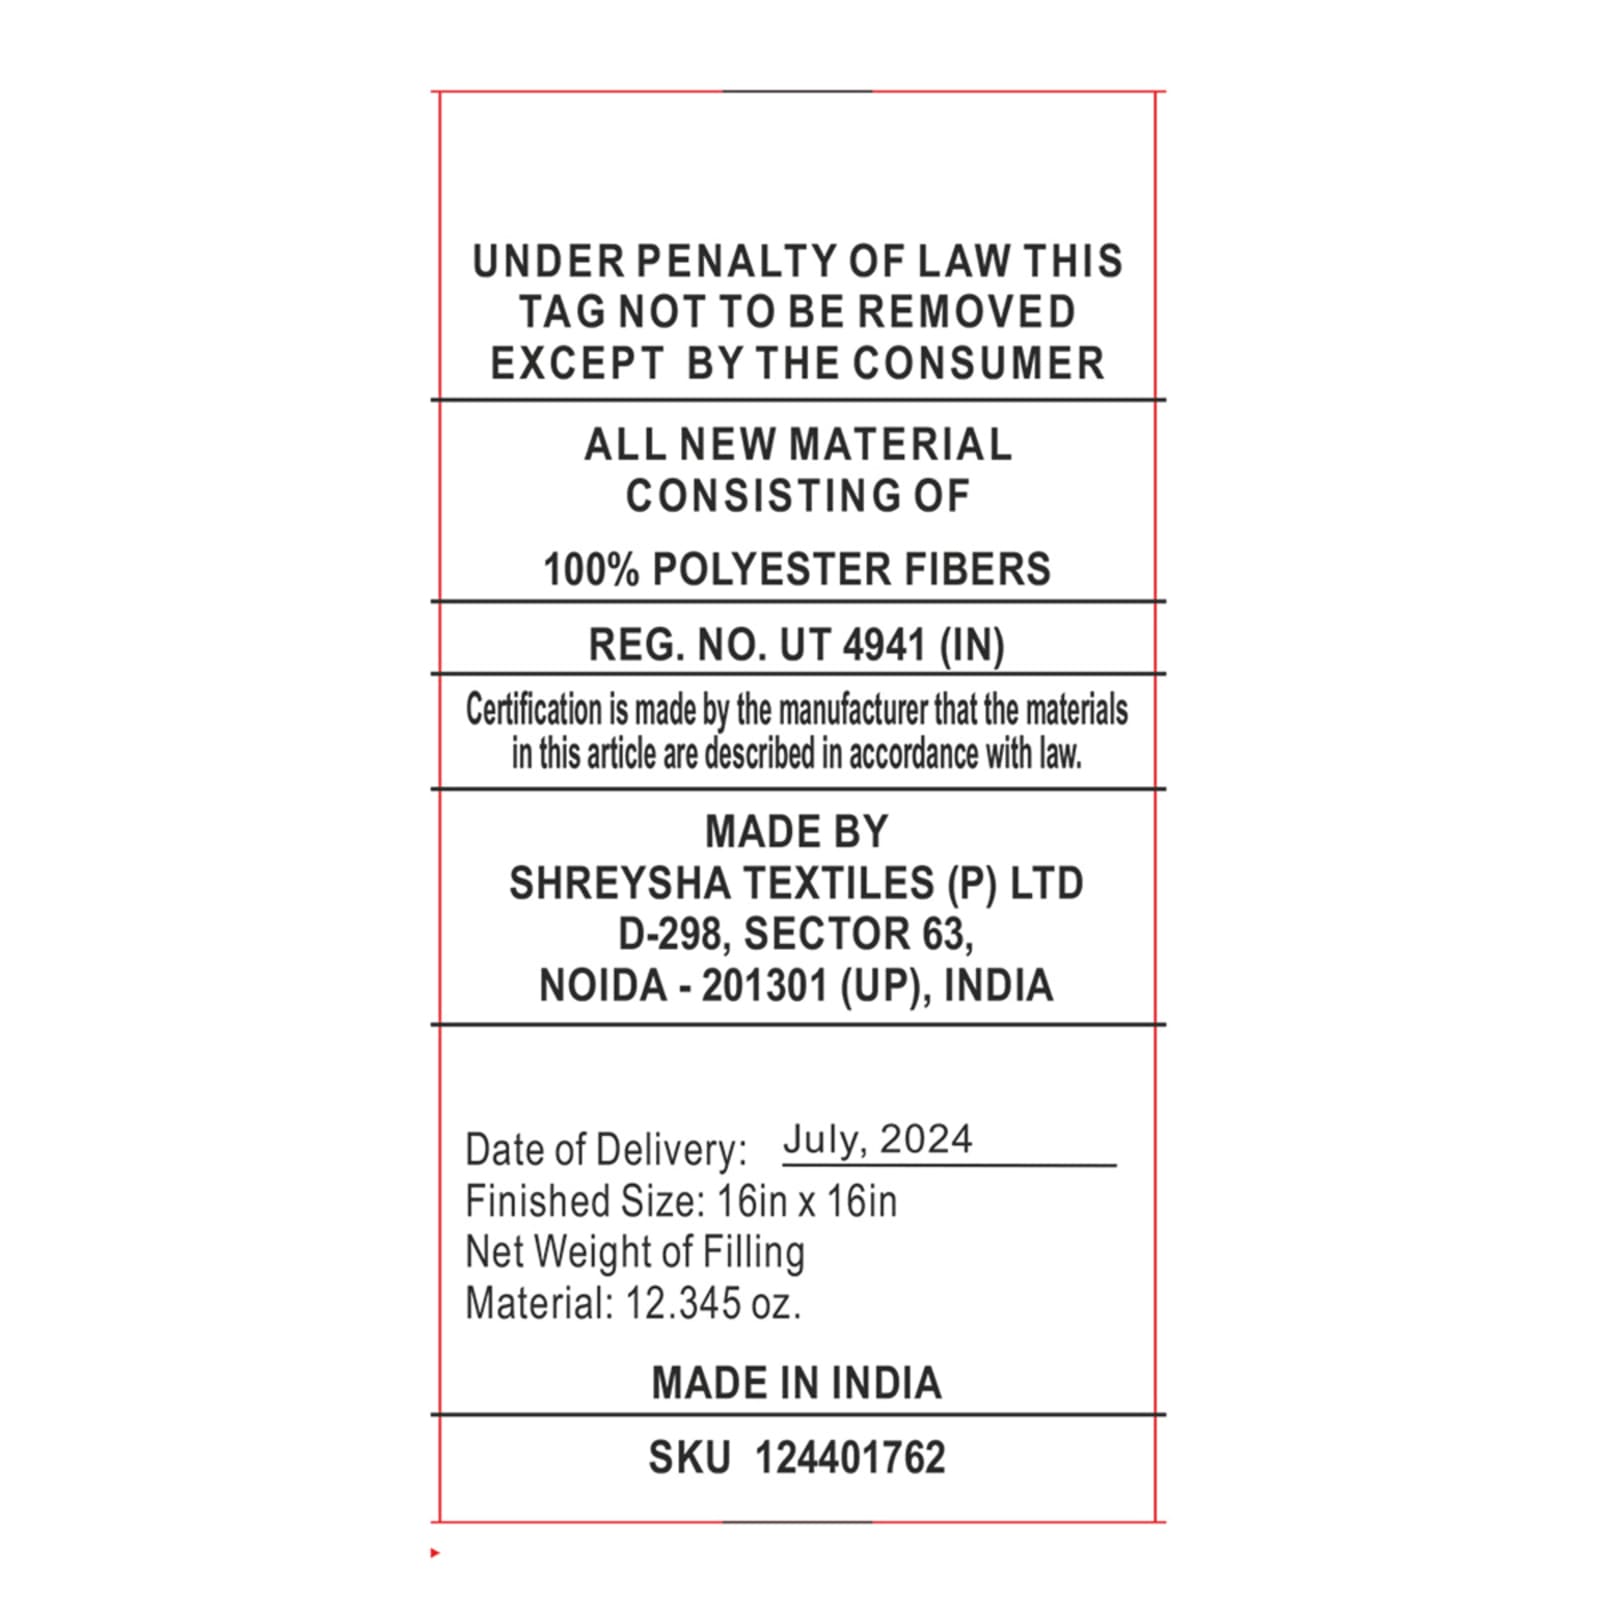 UNDER PENALTY OF LAW THIS
TAG NOT TO BE REMOVED
EXCEPT BY THE CONSUMER
ALL NEW MATERIAL
CONSISTING OF
100% POLYESTER FIBERS
REG. NO. UT 4941 (IN)
Certification is made by the manufacturer that the materials
in this article are described in accordance with law.
MADE BY
SHREYSHA TEXTILES (P) LTD
D-298, SECTOR 63,
NOIDA - 201301 (UP), INDIA
Date of Delivery: July, 2024
Finished Size: 16in x 16in
Net Weight of Filling
Material: 12.345 oz.
MADE IN INDIA
SKU 124401762